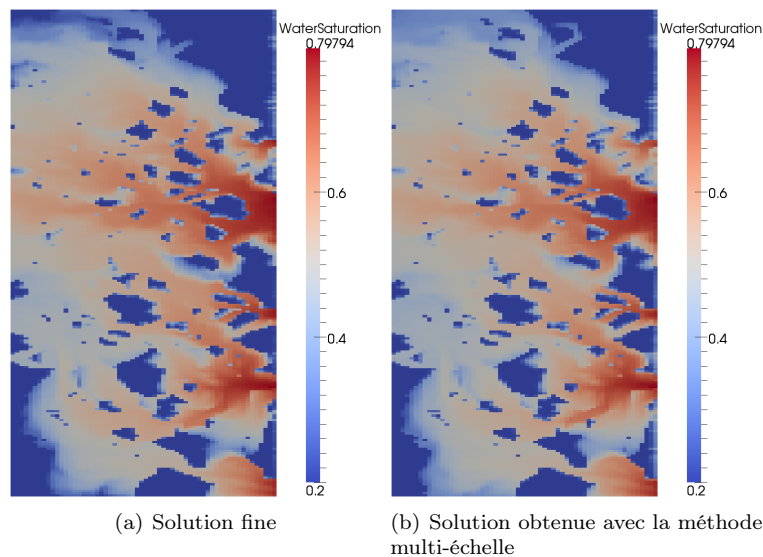 WaterSaturation
0.79794
0.6
0.4
0.2
WaterSaturation
0.79794
0.6
0.4
0.2
(a) Solution fine
(b) Solution obtenue avec la méthode
multi-échelle